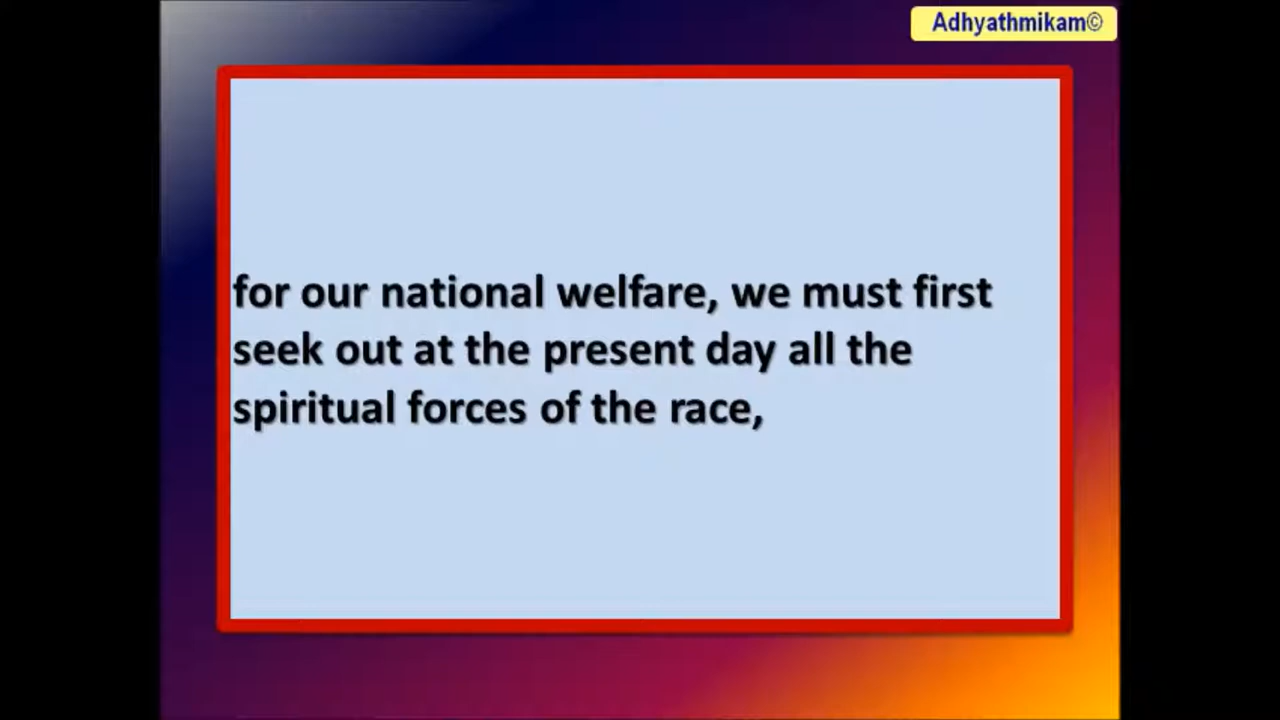 Adhyathmikam©
for our national welfare, we must first
seek out at the present day all the
spiritual forces of the race,